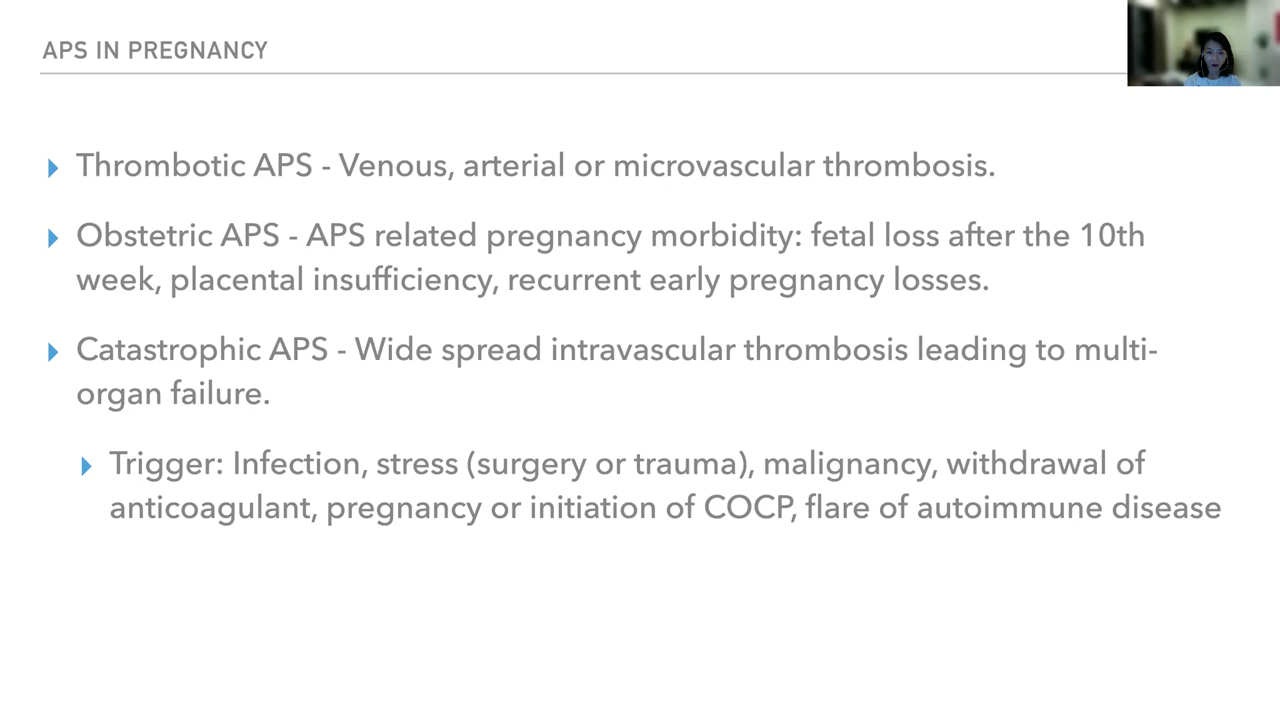 APS IN PREGNANCY
Thrombotic APS - Venous, arterial or microvascular thrombosis.
Obstetric APS - APS related pregnancy morbidity: fetal loss after the 10th
week, placental insufficiency, recurrent early pregnancy losses.
Catastrophic APS - Wide spread intravascular thrombosis leading to multi-
organ failure.
Trigger: Infection, stress (surgery or trauma), malignancy, withdrawal of
anticoagulant, pregnancy or initiation of COCP, flare of autoimmune disease